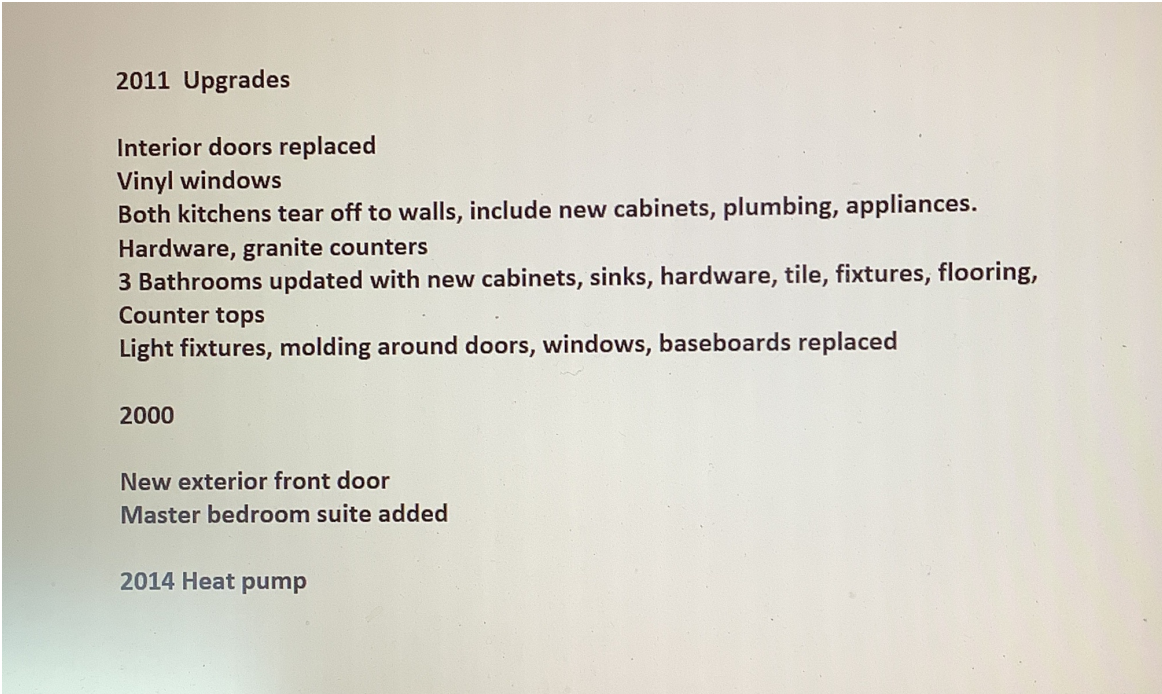 2011  Upgrades
Interior doors replaced
Vinyl windows
Both kitchens tear off to walls, include new cabinets, plumbing, appliances.
Hardware, granite counters
3 Bathrooms updated with new cabinets, sinks, hardware, tile, fixtures, flooring,
Counter tops
Light fixtures, molding around doors, windows, baseboards replaced
2000
New exterior front door
Master bedroom suite added
2014 Heat pump